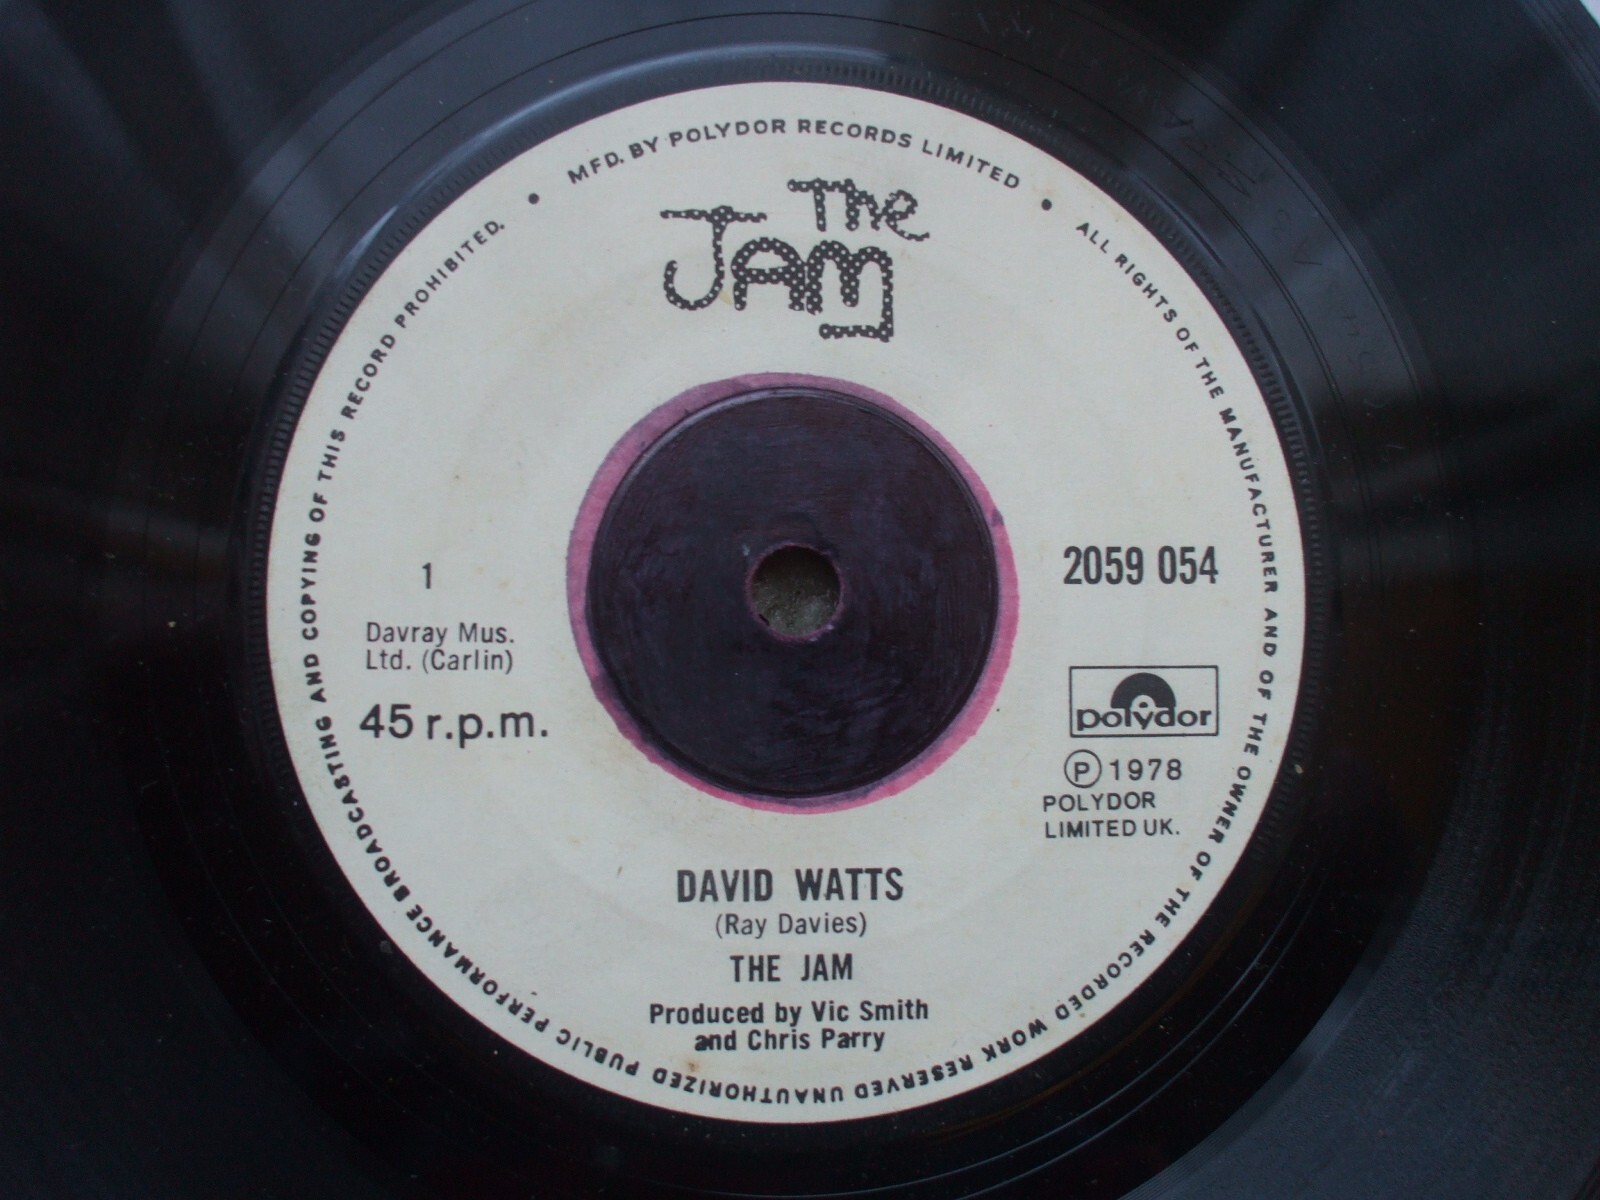 MFD. BY POLYDOR RECORDS LIMITED • ALL RIGHTS OF THE MANUFACTURER AND OF THE OWNER OF THE RECORDED WORK RESERVED UNAUTHORIZED PUBLIC PERFORMANCE BROADCASTING AND COPYING OF THIS RECORD PROHIBITED. •
The
JAM
1
Davray Mus.
Ltd. (Carlin)
45 r.p.m.
2059 054
polydor
℗ 1978
POLYDOR
LIMITED UK.
DAVID WATTS
(Ray Davies)
THE JAM
Produced by Vic Smith
and Chris Parry